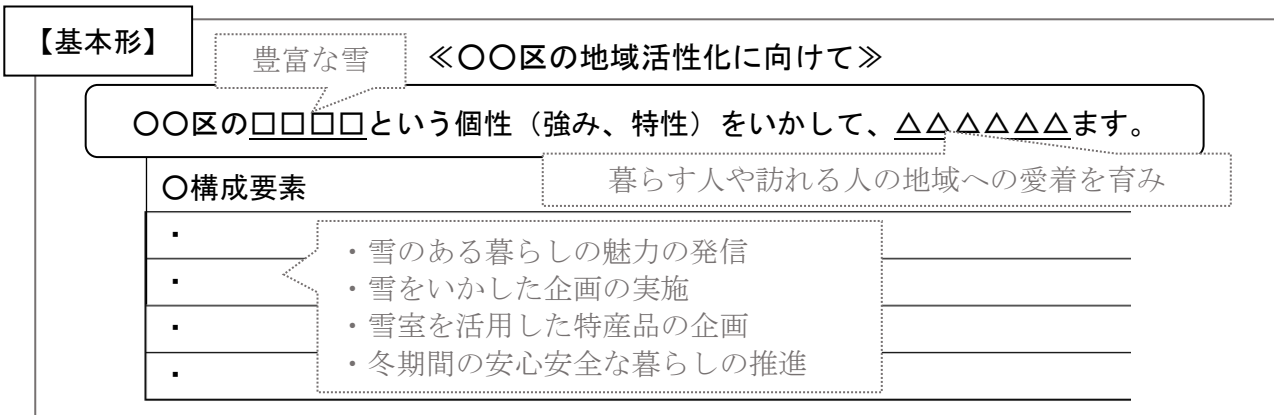 【基本形】
豊富な雪
≪〇〇区の地域活性化に向けて≫
〇〇区の□□□□という個性（強み、特性）をいかして、△△△△△△ます。
暮らす人や訪れる人の地域への愛着を育み
〇構成要素
・
・
・
・
・雪のある暮らしの魅力の発信
・雪をいかした企画の実施
・雪室を活用した特産品の企画
・冬期間の安心安全な暮らしの推進